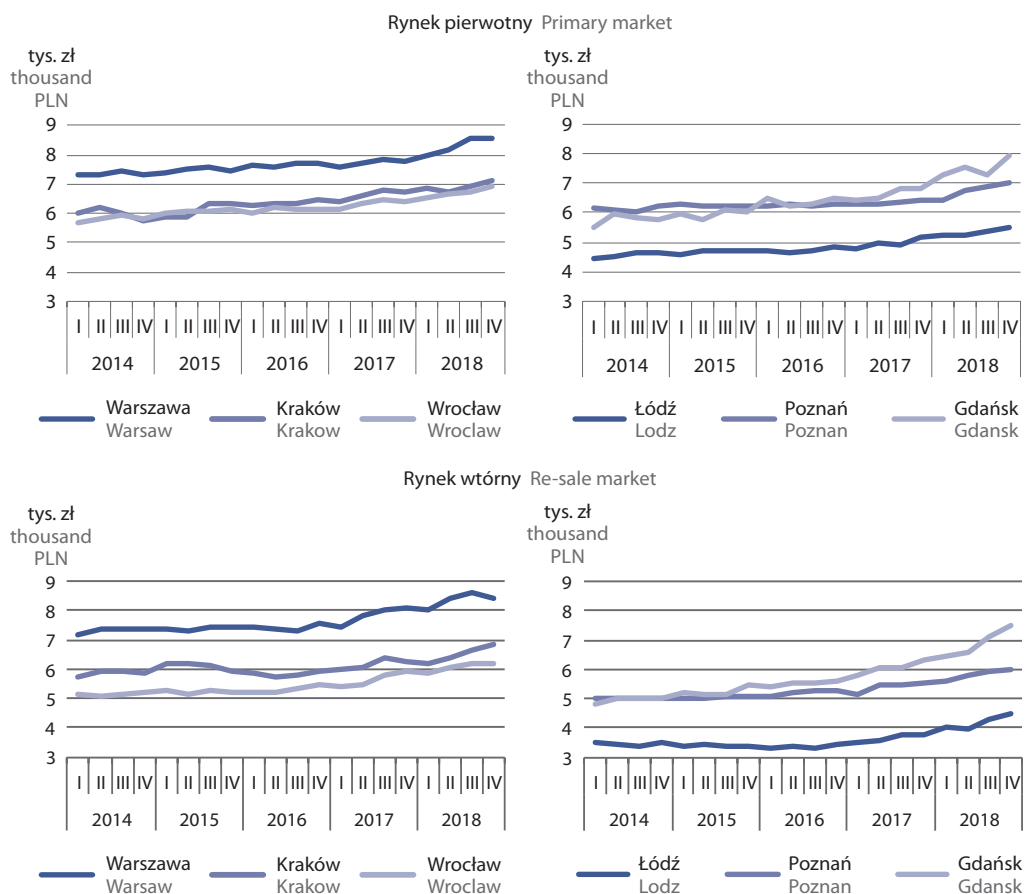 Rynek pierwotny Primary market
tys. zł
thousand
PLN
9
8
7
6
5
4
3
I II III IV I II III IV I II III IV I II III IV I II III IV
2014 2015 2016 2017 2018
Warszawa Kraków Wrocław
Warsaw Krakow Wroclaw
tys. zł
thousand
PLN
9
8
7
6
5
4
3
I II III IV I II III IV I II III IV I II III IV I II III IV
2014 2015 2016 2017 2018
Łódź Poznań Gdańsk
Lodz Poznan Gdansk
Rynek wtórny Re-sale market
tys. zł
thousand
PLN
9
8
7
6
5
4
3
I II III IV I II III IV I II III IV I II III IV I II III IV
2014 2015 2016 2017 2018
Warszawa Kraków Wrocław
Warsaw Krakow Wroclaw
tys. zł
thousand
PLN
9
8
7
6
5
4
3
I II III IV I II III IV I II III IV I II III IV I II III IV
2014 2015 2016 2017 2018
Łódź Poznań Gdańsk
Lodz Poznan Gdansk